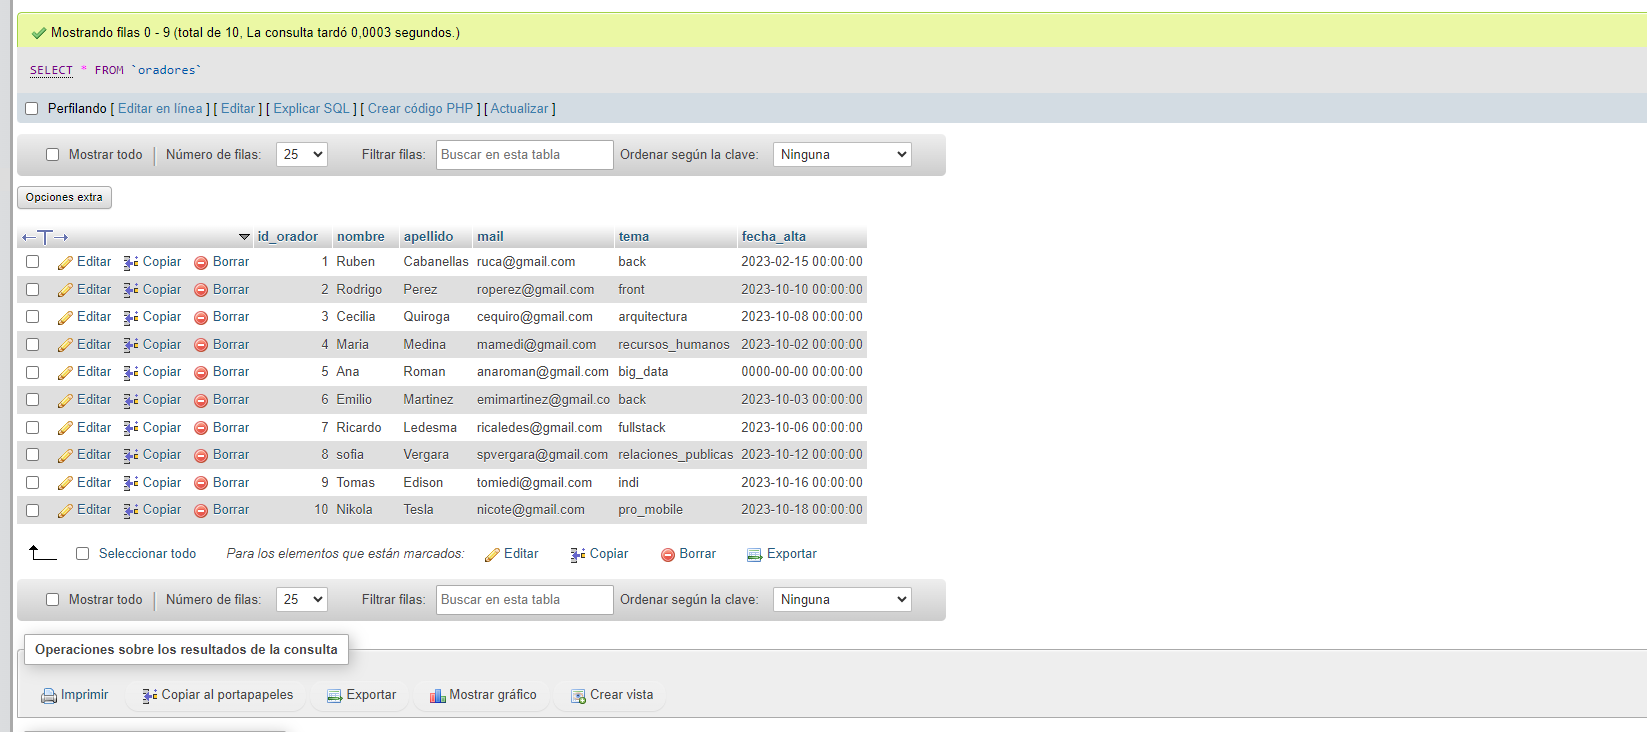 Mostrando filas 0 - 9 (total de 10, La consulta tardó 0,0003 segundos.)
SELECT * FROM `oradores`
Perfilando [ Editar en línea ] [ Editar ] [ Explicar SQL ] [ Crear código PHP ] [ Actualizar ]
Mostrar todo | Número de filas: 25 Filtrar filas: Buscar en esta tabla Ordenar según la clave: Ninguna
Opciones extra
id_orador nombre apellido mail tema fecha_alta
Editar Copiar Borrar 1 Ruben Cabanellas ruca@gmail.com back 2023-02-15 00:00:00
Editar Copiar Borrar 2 Rodrigo Perez roperez@gmail.com front 2023-10-10 00:00:00
Editar Copiar Borrar 3 Cecilia Quiroga cequiro@gmail.com arquitectura 2023-10-08 00:00:00
Editar Copiar Borrar 4 Maria Medina mamedi@gmail.com recursos_humanos 2023-10-02 00:00:00
Editar Copiar Borrar 5 Ana Roman anaroman@gmail.com big_data 0000-00-00 00:00:00
Editar Copiar Borrar 6 Emilio Martinez emimartinez@gmail.co back 2023-10-03 00:00:00
Editar Copiar Borrar 7 Ricardo Ledesma ricaledes@gmail.com fullstack 2023-10-06 00:00:00
Editar Copiar Borrar 8 sofia Vergara spvergara@gmail.com relaciones_publicas 2023-10-12 00:00:00
Editar Copiar Borrar 9 Tomas Edison tomiedi@gmail.com indi 2023-10-16 00:00:00
Editar Copiar Borrar 10 Nikola Tesla nicote@gmail.com pro_mobile 2023-10-18 00:00:00
Seleccionar todo Para los elementos que están marcados: Editar Copiar Borrar Exportar
Mostrar todo | Número de filas: 25 Filtrar filas: Buscar en esta tabla Ordenar según la clave: Ninguna
Operaciones sobre los resultados de la consulta
Imprimir Copiar al portapapeles Exportar Mostrar gráfico Crear vista